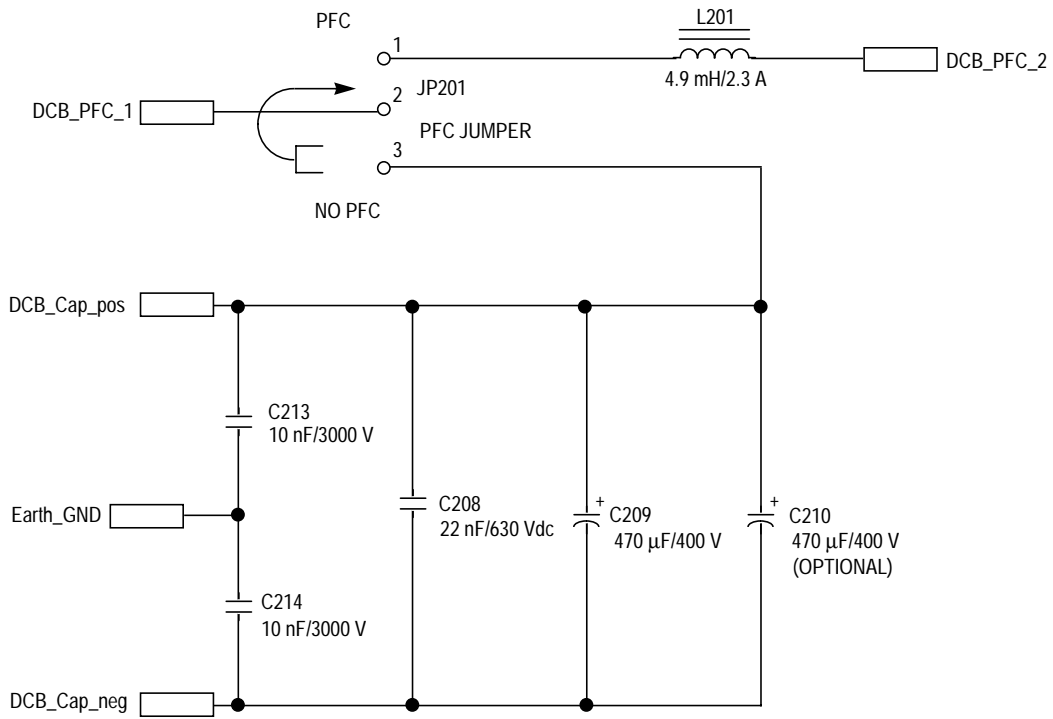 PFC
L201
1
DCB_PFC_2
4.9 mH/2.3 A
JP201
2
DCB_PFC_1
PFC JUMPER
3
NO PFC
DCB_Cap_pos
C213
10 nF/3000 V
Earth_GND
C208
22 nF/630 Vdc
+
C209
470 µF/400 V
+
C210
470 µF/400 V
(OPTIONAL)
C214
10 nF/3000 V
DCB_Cap_neg